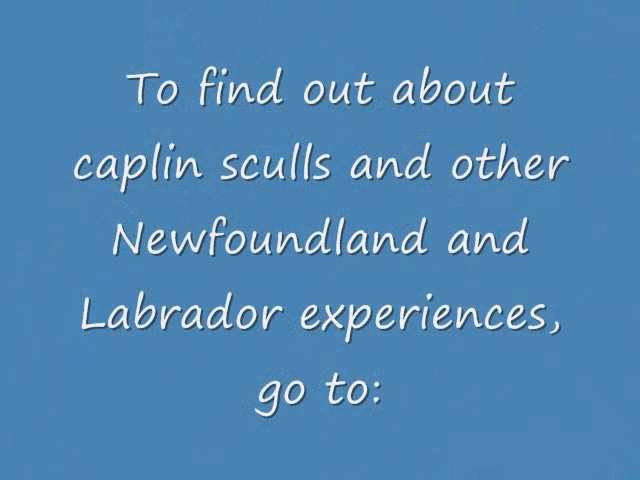 To find out about
caplin sculls and other
Newfoundland and
Labrador experiences,
go to: